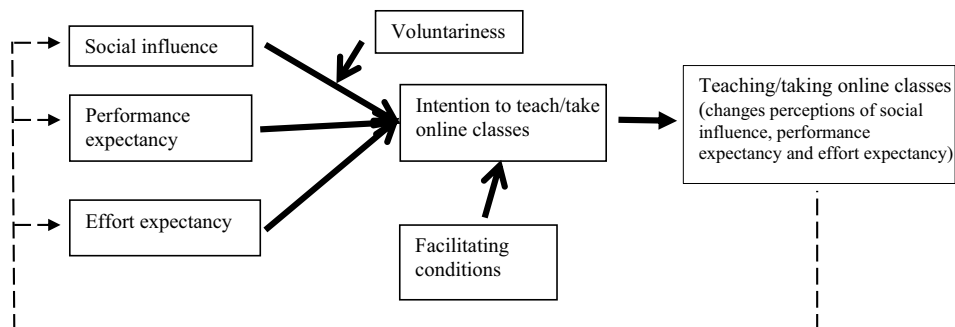 Social influence
Voluntariness
Performance
expectancy
Intention to teach/take
online classes
Teaching/taking online classes
(changes perceptions of social
influence, performance
expectancy and effort expectancy)
Effort expectancy
Facilitating
conditions